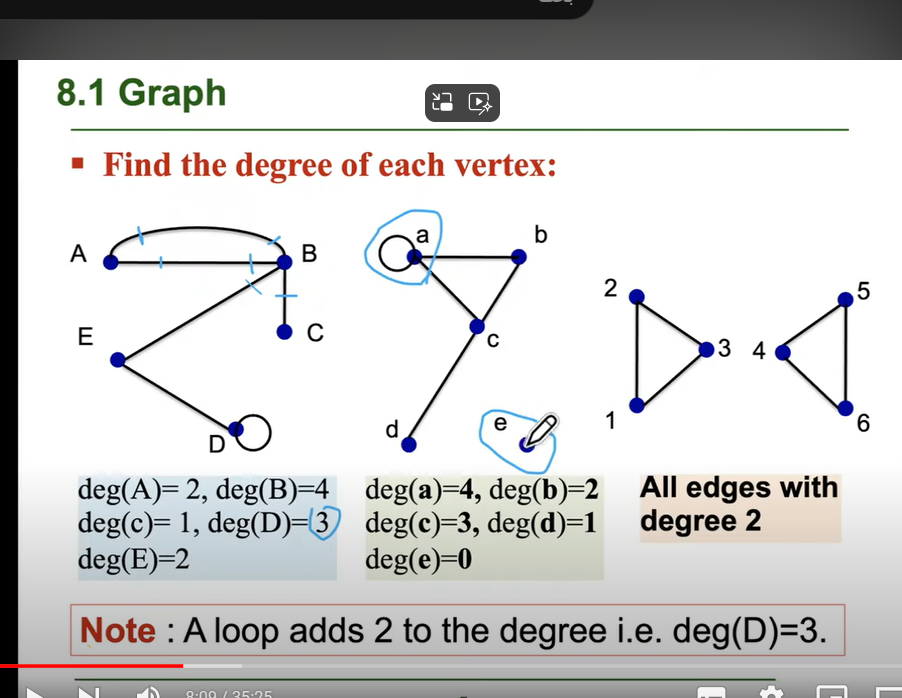 8.1 Graph
▪ Find the degree of each vertex:
A
B
C
E
D
a
b
c
d
e
2
3
1
5
4
6
deg(A)= 2, deg(B)=4
deg(c)= 1, deg(D)=3
deg(E)=2
deg(a)=4, deg(b)=2
deg(c)=3, deg(d)=1
deg(e)=0
All edges with
degree 2
Note : A loop adds 2 to the degree i.e. deg(D)=3.
8:09 / 35:25